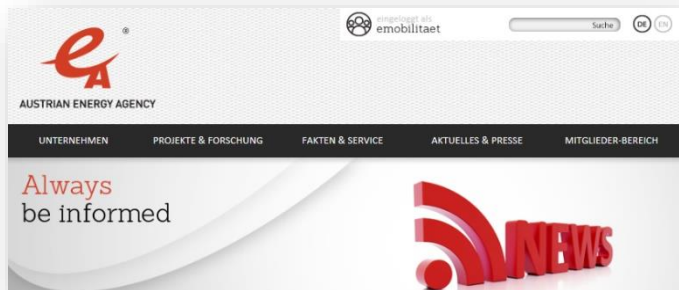 eingeloggt als
emobilitaet
Suche
DE
EN
eA ®
AUSTRIAN ENERGY AGENCY
UNTERNEHMEN PROJEKTE & FORSCHUNG FAKTEN & SERVICE AKTUELLES & PRESSE MITGLIEDER-BEREICH
Always
be informed
NEWS